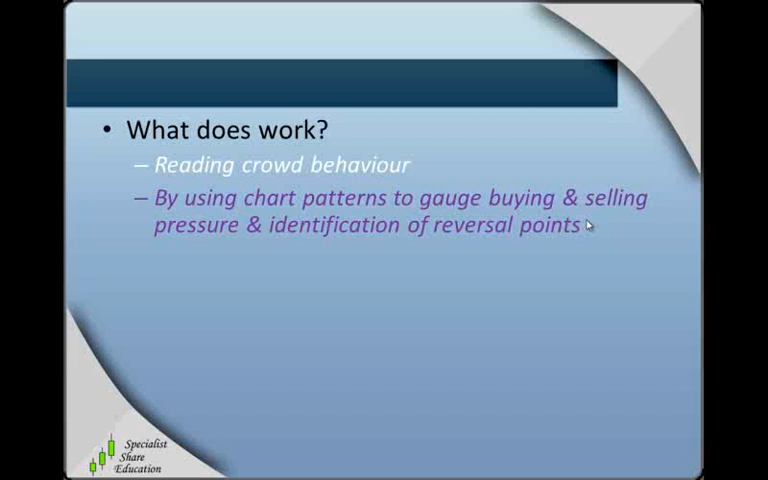 • What does work?
– Reading crowd behaviour
– By using chart patterns to gauge buying & selling
pressure & identification of reversal points
Specialist
Share
Education